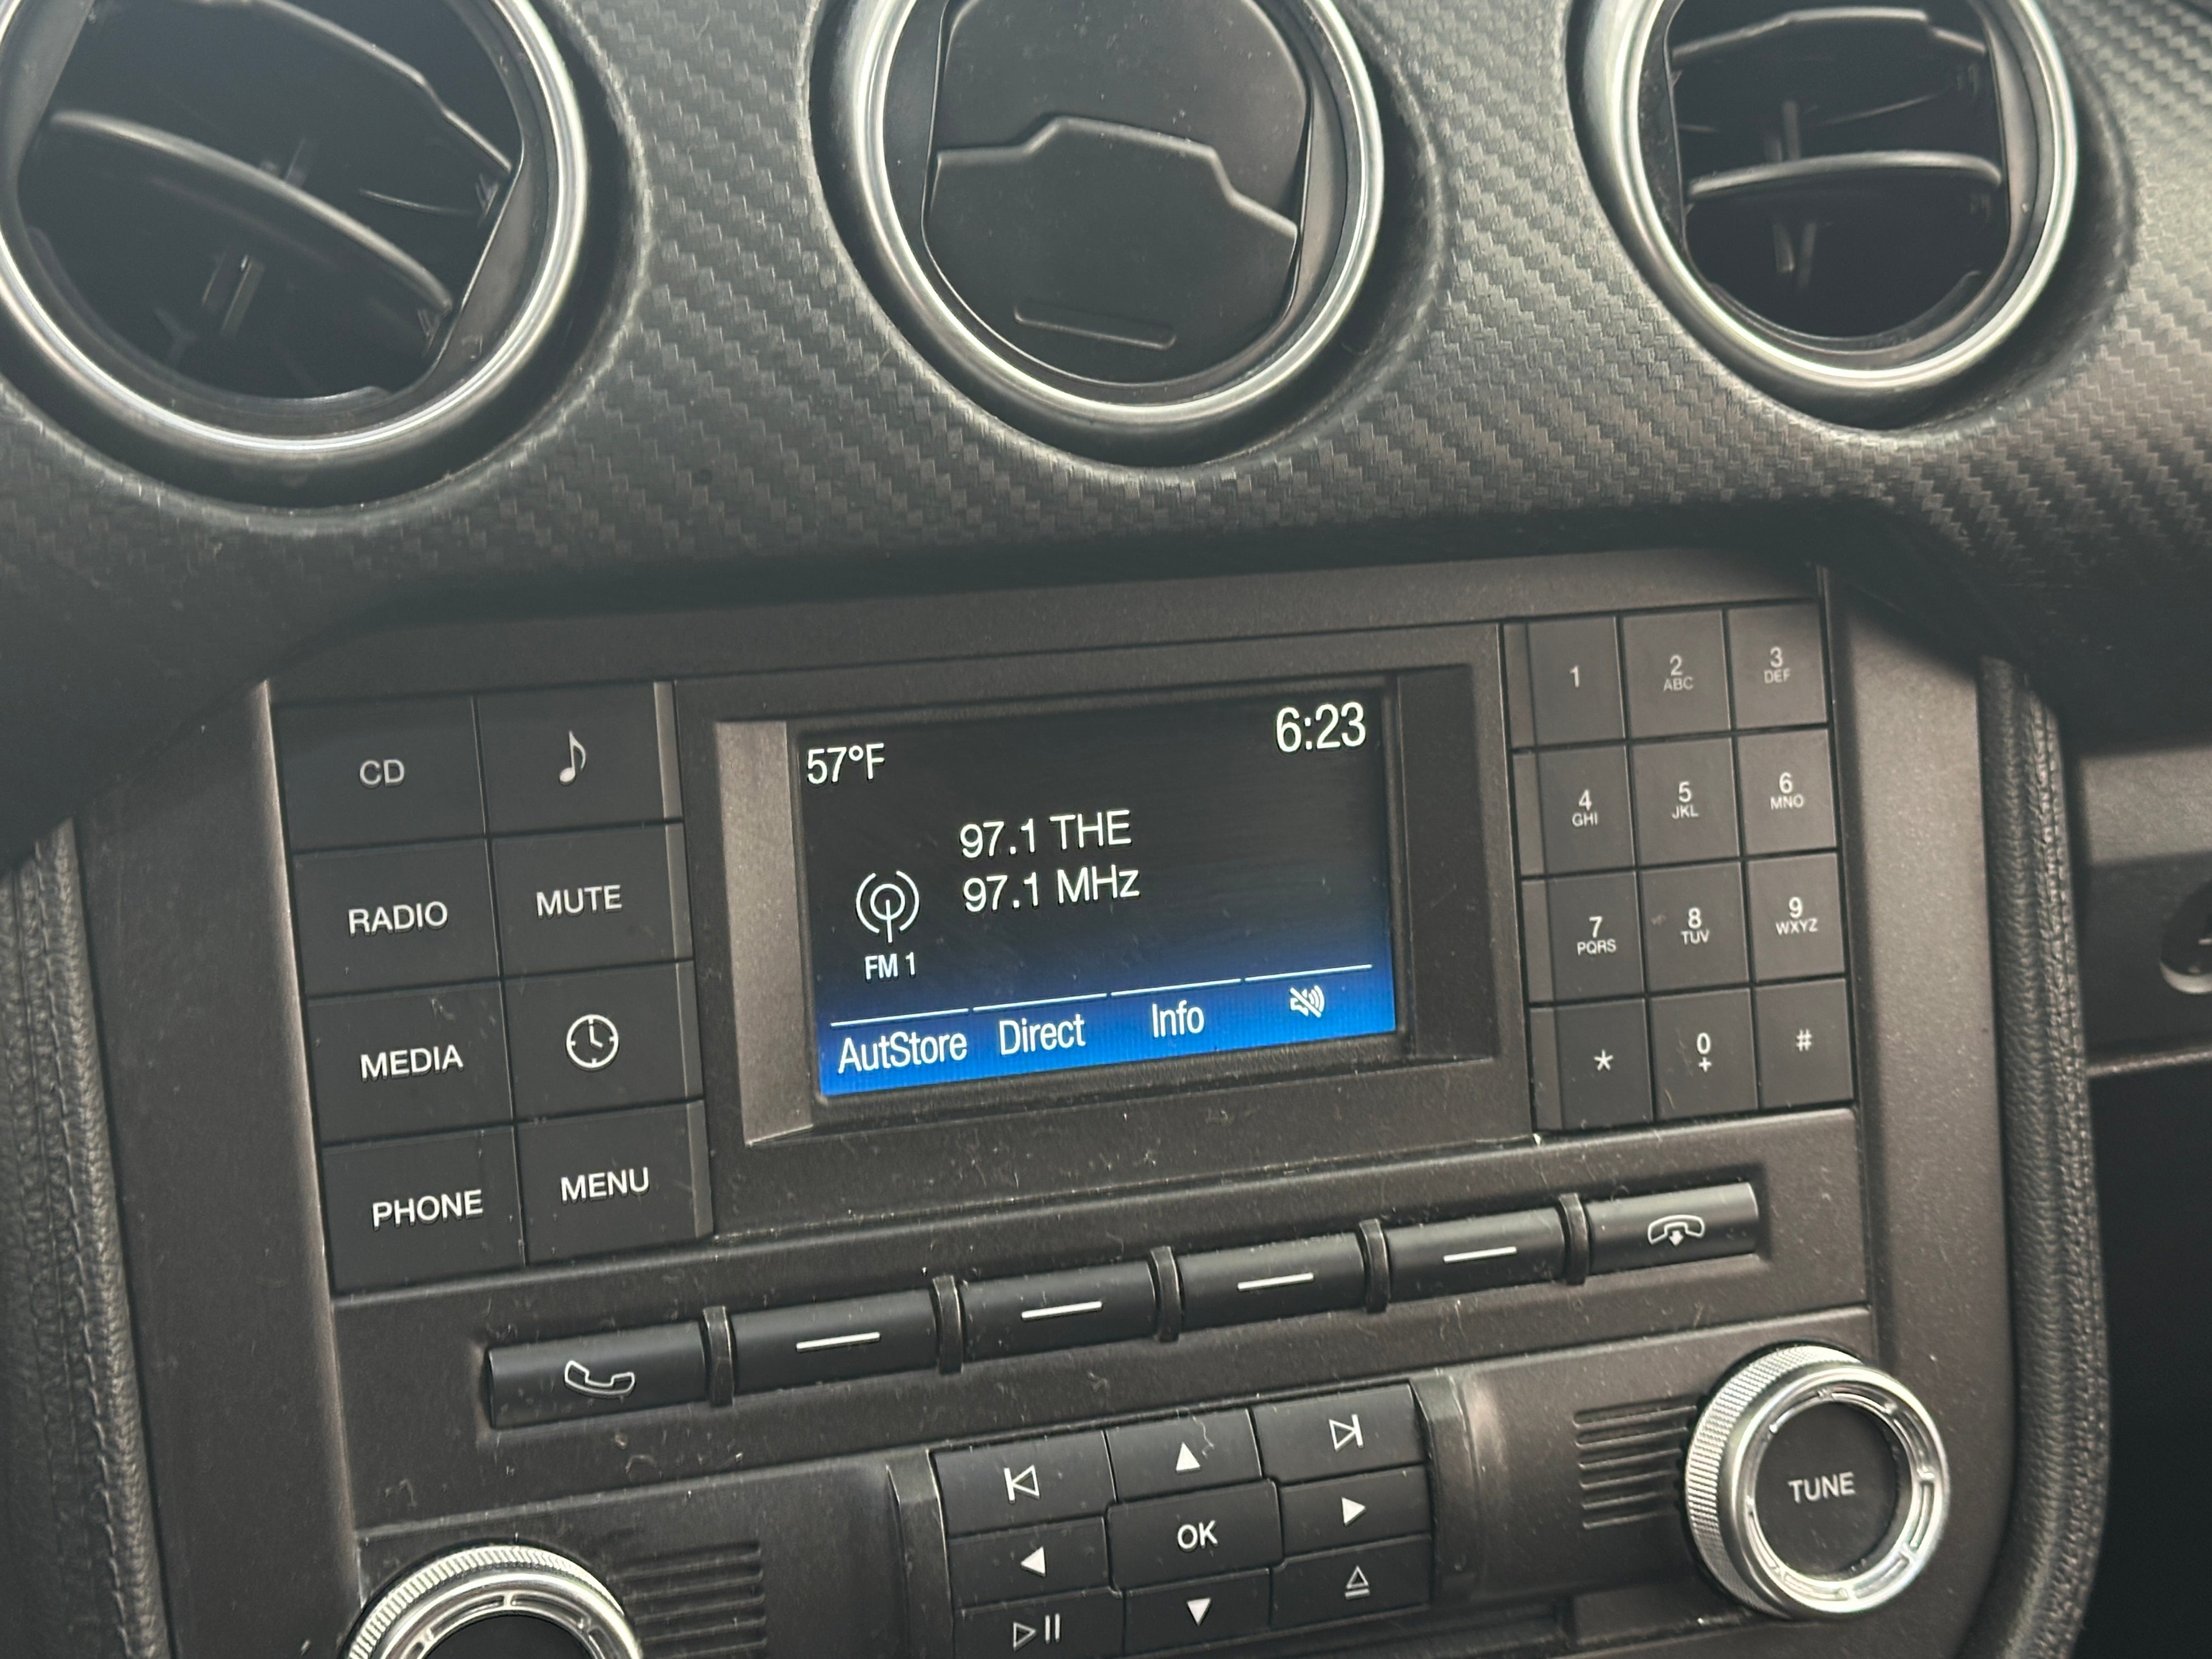 57°F
6:23
97.1 THE
97.1 MHz
FM 1
AutStore Direct Info
CD
RADIO MUTE
MEDIA
PHONE MENU
1 2 ABC 3 DEF
4 GHI 5 JKL 6 MNO
7 PQRS 8 TUV 9 WXYZ
* 0 + #
OK
TUNE